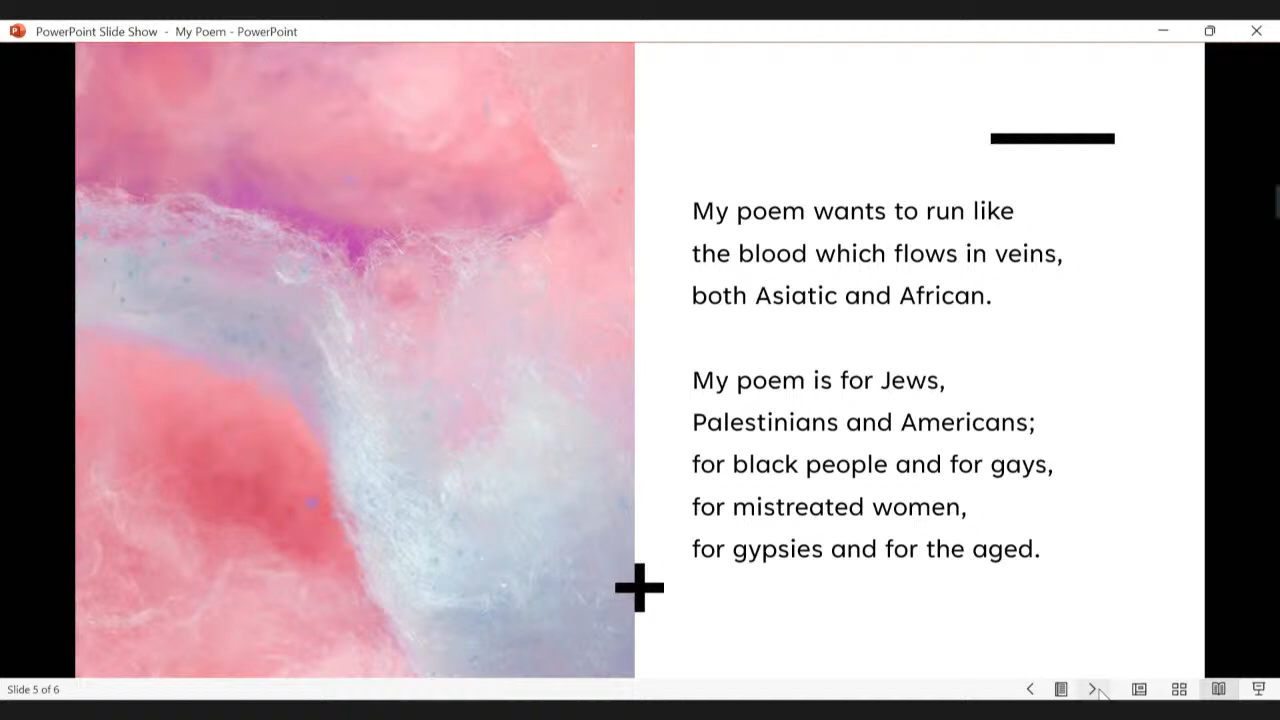 PowerPoint Slide Show - My Poem - PowerPoint
My poem wants to run like
the blood which flows in veins,
both Asiatic and African.
My poem is for Jews,
Palestinians and Americans;
for black people and for gays,
for mistreated women,
for gypsies and for the aged.
Slide 5 of 6